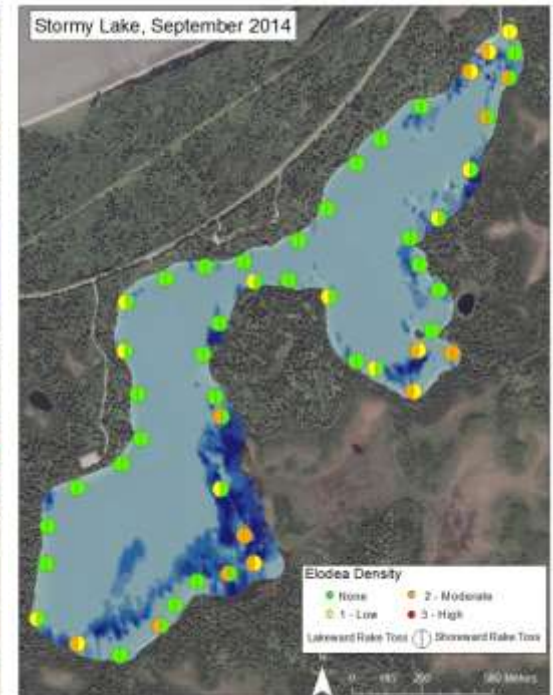 Stormy Lake, September 2014
Elodea Density
None
2 - Moderate
1 - Low
3 - High
Lakeward Rake Toss
Shoreward Rake Toss
0
Meters